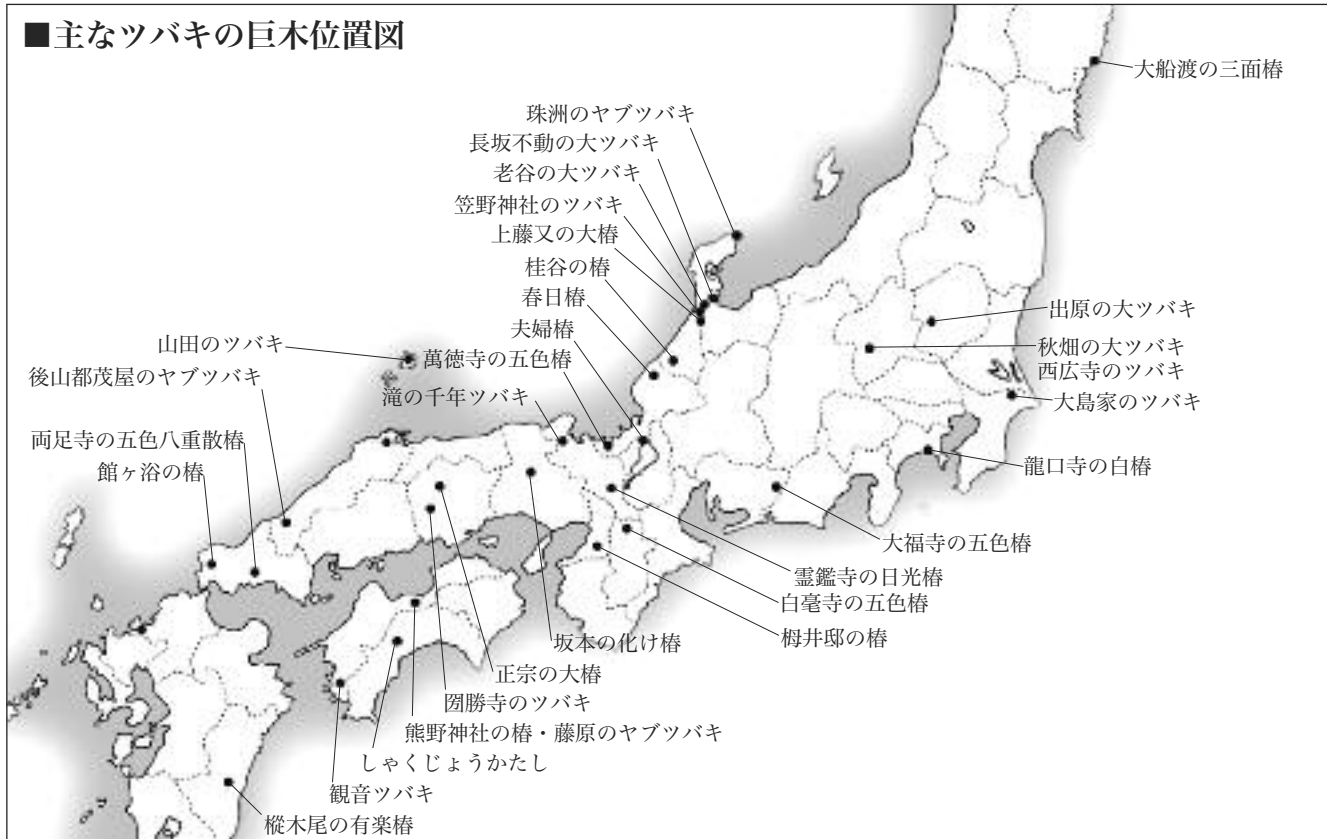 ■主なツバキの巨木位置図
大船渡の三面椿
珠洲のヤブツバキ
長坂不動の大ツバキ
老谷の大ツバキ
笠野神社のツバキ
上藤又の大椿
桂谷の椿
春日椿
夫婦椿
萬徳寺の五色椿
滝の千年ツバキ
山田のツバキ
後山都茂屋のヤブツバキ
両足寺の五色八重散椿
館ヶ浴の椿
出原の大ツバキ
秋畑の大ツバキ
西広寺のツバキ
大島家のツバキ
龍口寺の白椿
大福寺の五色椿
霊鑑寺の日光椿
白毫寺の五色椿
栂井邸の椿
坂本の化け椿
正宗の大椿
圀勝寺のツバキ
熊野神社の椿・藤原のヤブツバキ
しゃくじょうかたし
観音ツバキ
樅木尾の有楽椿